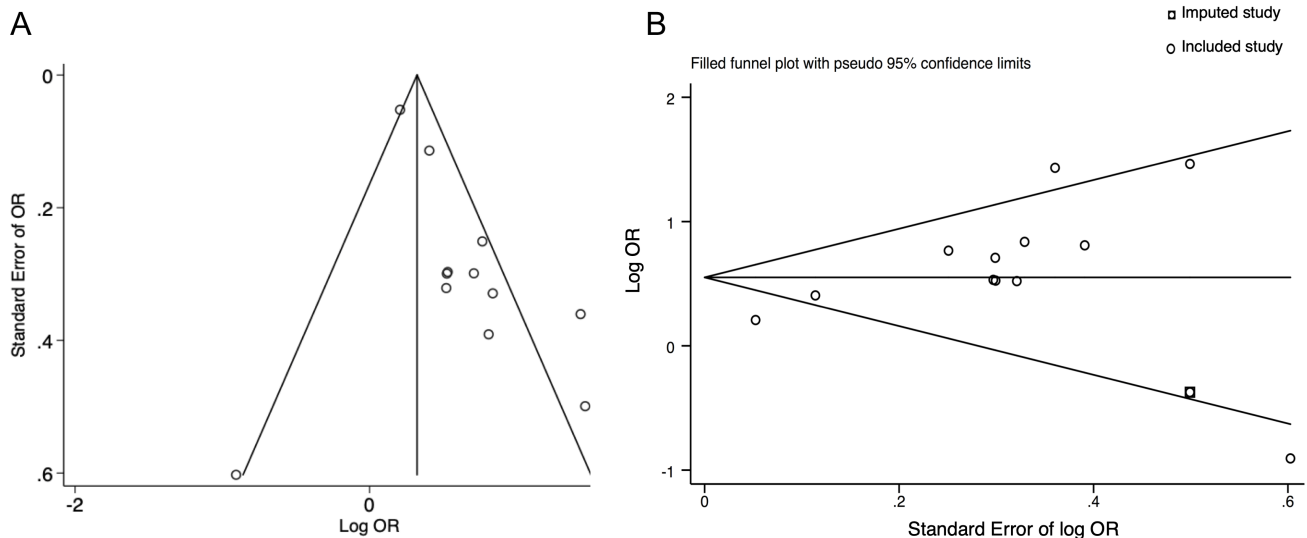 A
0
.2
.4
.6
Standard Error of OR
-2
0
Log OR
B
Imputed study
Included study
Filled funnel plot with pseudo 95% confidence limits
2
1
0
-1
Log OR
0
.2
.4
.6
Standard Error of log OR